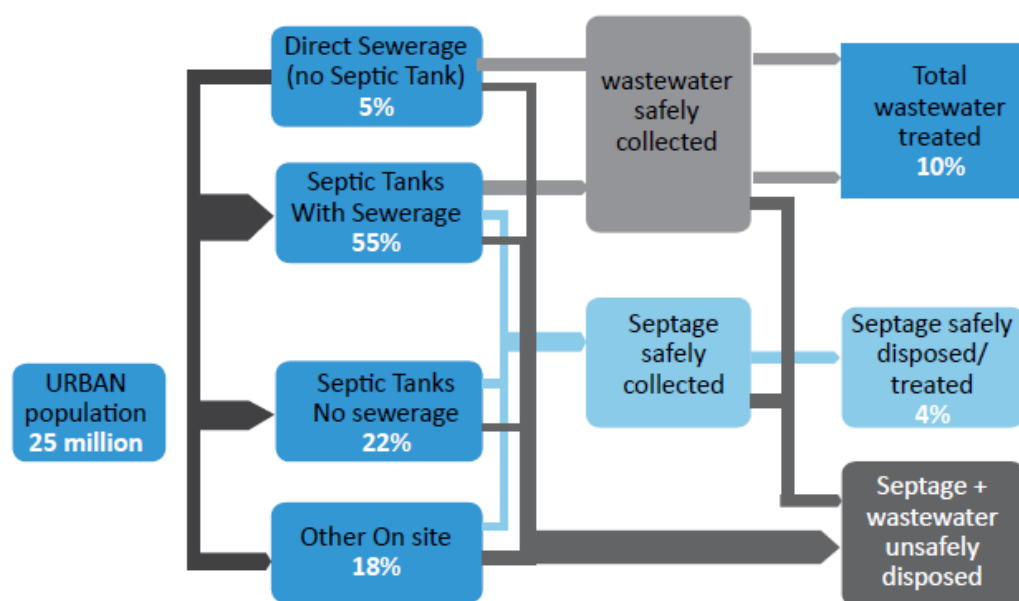 Direct Sewerage
(no Septic Tank)
5%
wastewater
safely
collected
Total
wastewater
treated
10%
Septic Tanks
With Sewerage
55%
Septage
safely
collected
Septage safely
disposed/
treated
4%
URBAN
population
25 million
Septic Tanks
No sewerage
22%
Septage +
wastewater
unsafely
disposed
Other On site
18%